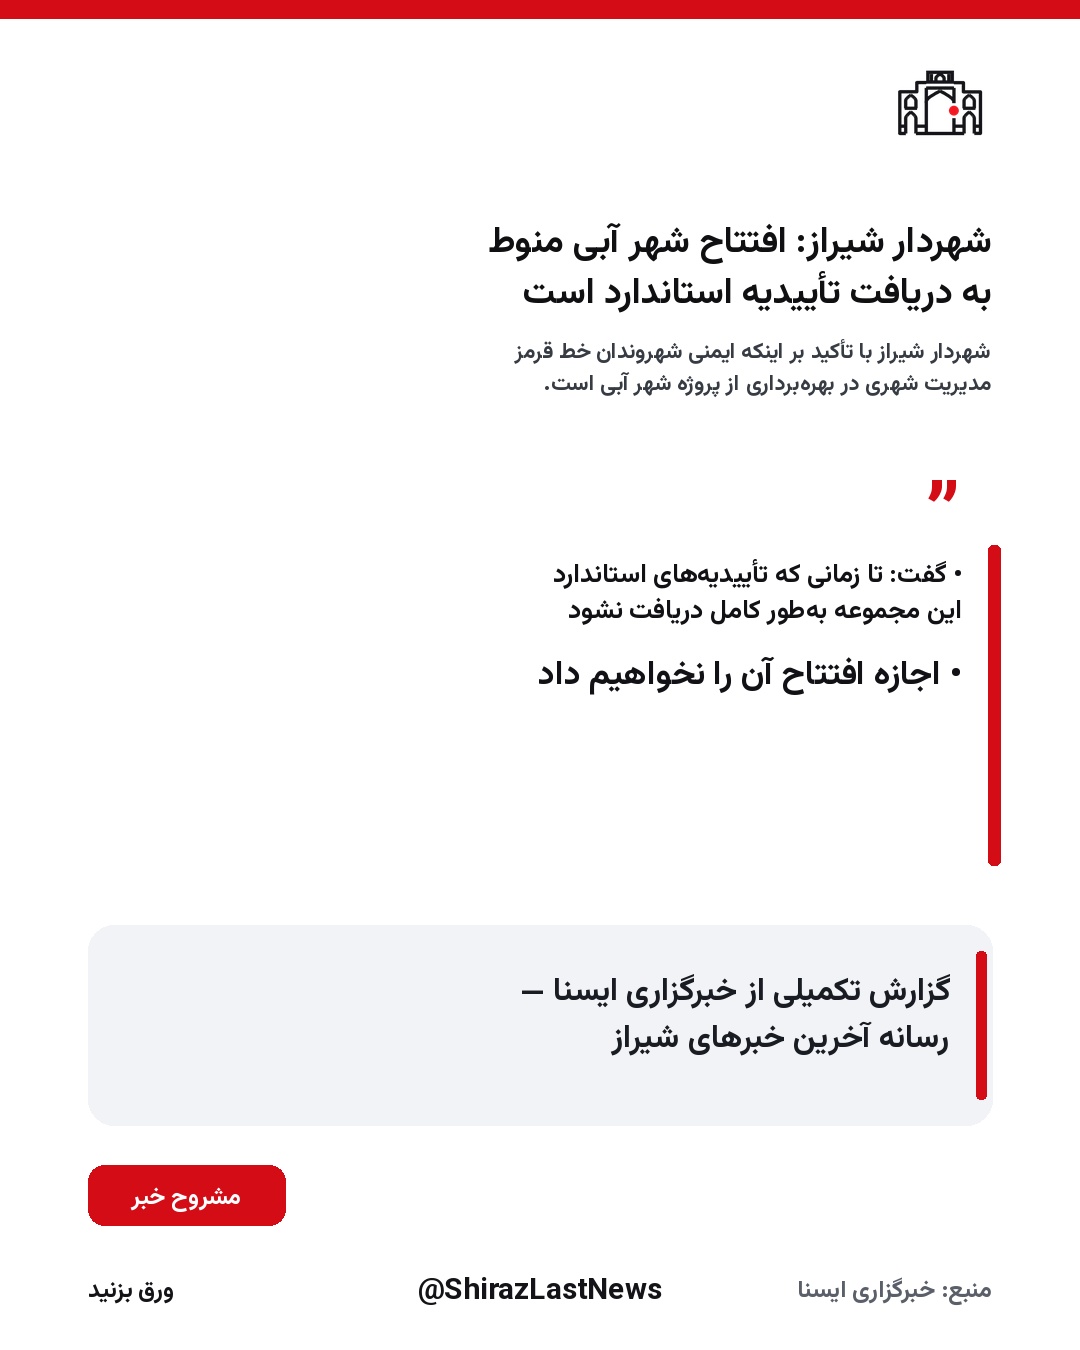 شهردار شیراز: افتتاح شهر آبی منوط
به دریافت تأییدیه استاندارد است
شهردار شیراز با تأکید بر اینکه ایمنی شهروندان خط قرمز
مدیریت شهری در بهره‌برداری از پروژه شهر آبی است.
”
• گفت: تا زمانی که تأییدیه‌های استاندارد
این مجموعه به‌طور کامل دریافت نشود
• اجازه افتتاح آن را نخواهیم داد
گزارش تکمیلی از خبرگزاری ایسنا —
رسانه آخرین خبرهای شیراز
مشروح خبر
منبع: خبرگزاری ایسنا
@ShirazLastNews
ورق بزنید